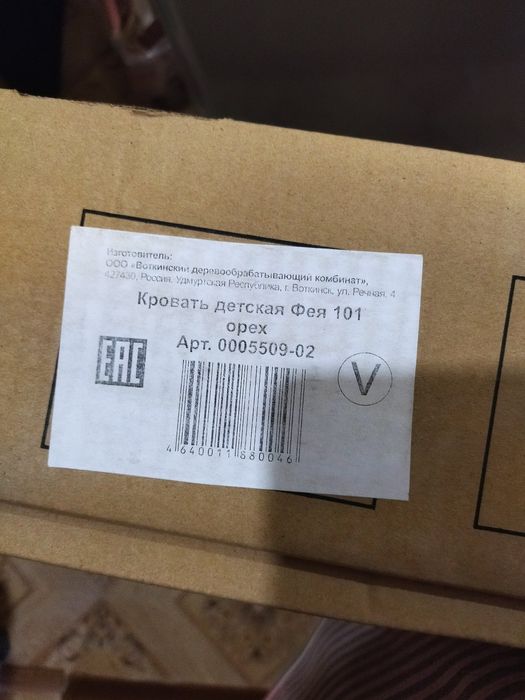 Изготовитель:
ООО «Воткинский деревообрабатывающий комбинат»,
427430, Россия, Удмуртская Республика, г. Воткинск, ул. Речная, 4
Кровать детская Фея 101
орех
Арт. 0005509-02
EAC
V
4640011880046